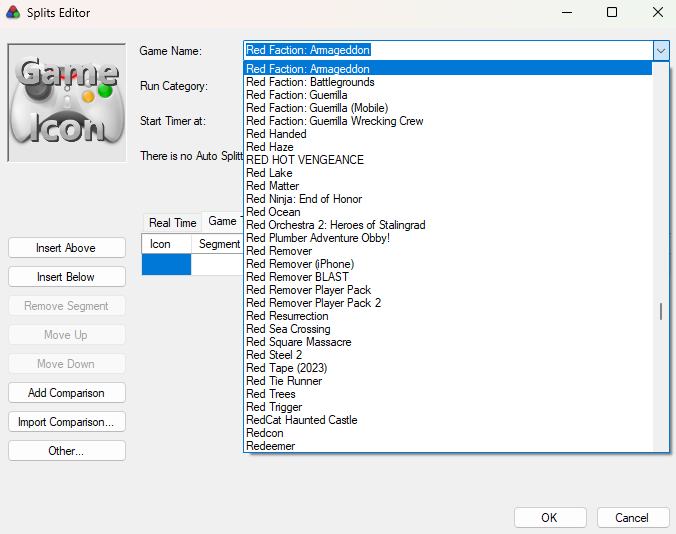 Splits Editor
Game Icon
Game Name:
Red Faction: Armageddon
Run Category:
Start Timer at:
There is no Auto Splitt
Real Time
Game T
Icon
Segment
Red Faction: Armageddon
Red Faction: Battlegrounds
Red Faction: Guerrilla
Red Faction: Guerrilla (Mobile)
Red Faction: Guerrilla Wrecking Crew
Red Handed
Red Haze
RED HOT VENGEANCE
Red Lake
Red Matter
Red Ninja: End of Honor
Red Ocean
Red Orchestra 2: Heroes of Stalingrad
Red Plumber Adventure Obby!
Red Remover
Red Remover (iPhone)
Red Remover BLAST
Red Remover Player Pack
Red Remover Player Pack 2
Red Resurrection
Red Sea Crossing
Red Square Massacre
Red Steel 2
Red Tape (2023)
Red Tie Runner
Red Trees
Red Trigger
RedCat Haunted Castle
Redcon
Redeemer
Insert Above
Insert Below
Remove Segment
Move Up
Move Down
Add Comparison
Import Comparison...
Other...
OK
Cancel